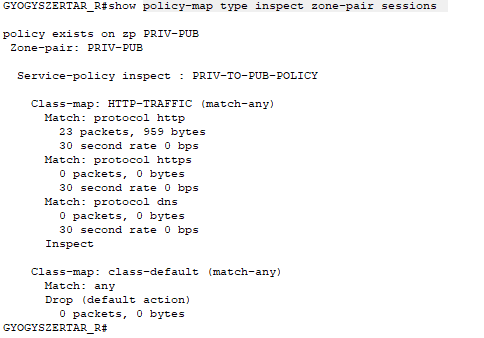 GYOGYSZERTAR_R#show policy-map type inspect zone-pair sessions
policy exists on zp PRIV-PUB
Zone-pair: PRIV-PUB
Service-policy inspect : PRIV-TO-PUB-POLICY
Class-map: HTTP-TRAFFIC (match-any)
Match: protocol http
23 packets, 959 bytes
30 second rate 0 bps
Match: protocol https
0 packets, 0 bytes
30 second rate 0 bps
Match: protocol dns
0 packets, 0 bytes
30 second rate 0 bps
Inspect
Class-map: class-default (match-any)
Match: any
Drop (default action)
0 packets, 0 bytes
GYOGYSZERTAR_R#